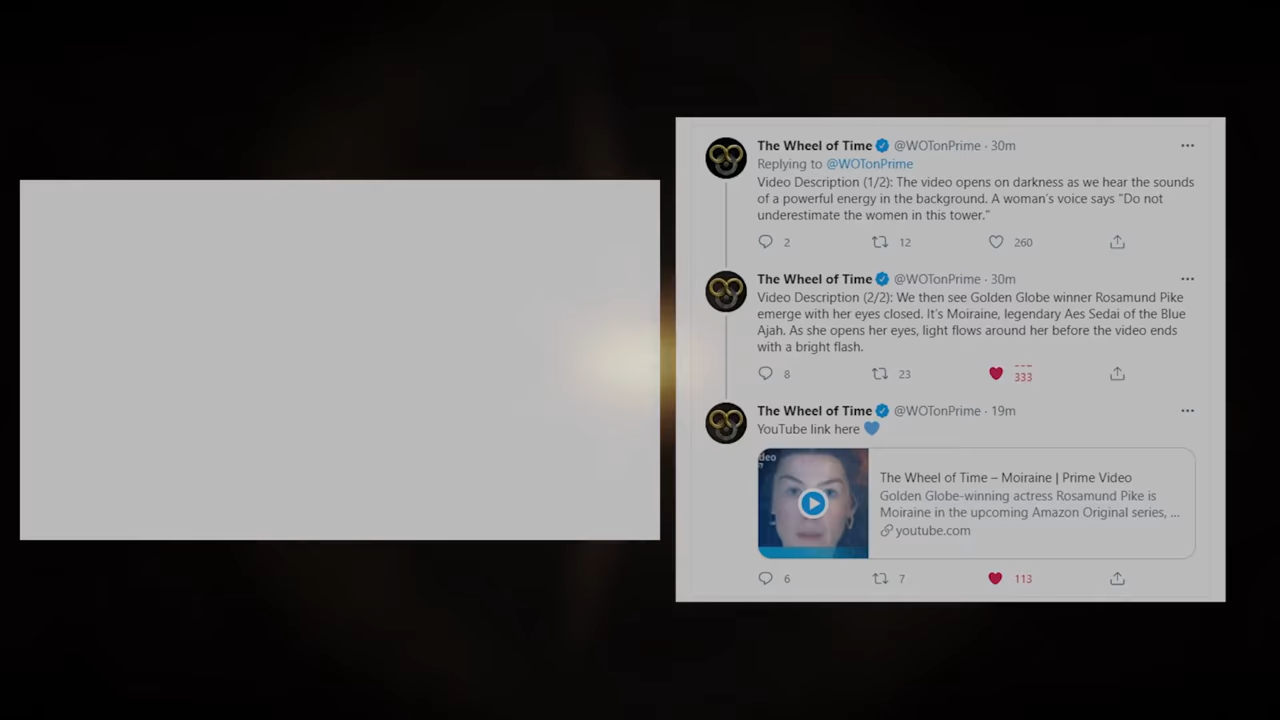 The Wheel of Time @WOTonPrime · 30m
Replying to @WOTonPrime
Video Description (1/2): The video opens on darkness as we hear the sounds
of a powerful energy in the background. A woman's voice says "Do not
underestimate the women in this tower."
2 12 260
The Wheel of Time @WOTonPrime · 30m
Video Description (2/2): We then see Golden Globe winner Rosamund Pike
emerge with her eyes closed. It's Moiraine, legendary Aes Sedai of the Blue
Ajah. As she opens her eyes, light flows around her before the video ends
with a bright flash.
8 23 333
The Wheel of Time @WOTonPrime · 19m
YouTube link here
deo
The Wheel of Time – Moiraine | Prime Video
Golden Globe-winning actress Rosamund Pike is
Moiraine in the upcoming Amazon Original series, ...
youtube.com
6 7 113